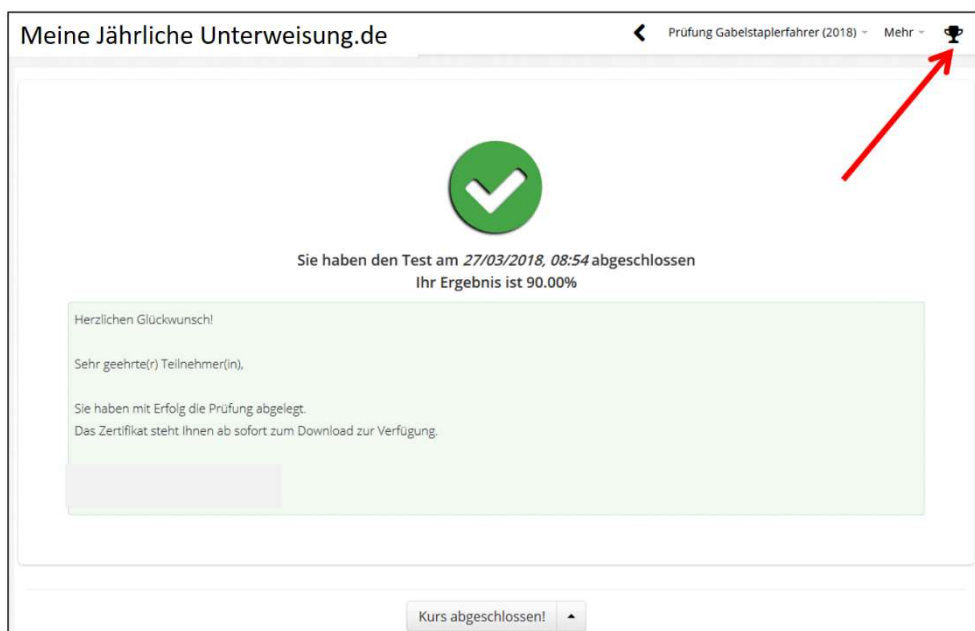 Meine Jährliche Unterweisung.de
Prüfung Gabelstaplerfahrer (2018) Mehr
Sie haben den Test am 27/03/2018, 08:54 abgeschlossen
Ihr Ergebnis ist 90.00%
Herzlichen Glückwunsch!
Sehr geehrte(r) Teilnehmer(in),
Sie haben mit Erfolg die Prüfung abgelegt.
Das Zertifikat steht Ihnen ab sofort zum Download zur Verfügung.
Kurs abgeschlossen!